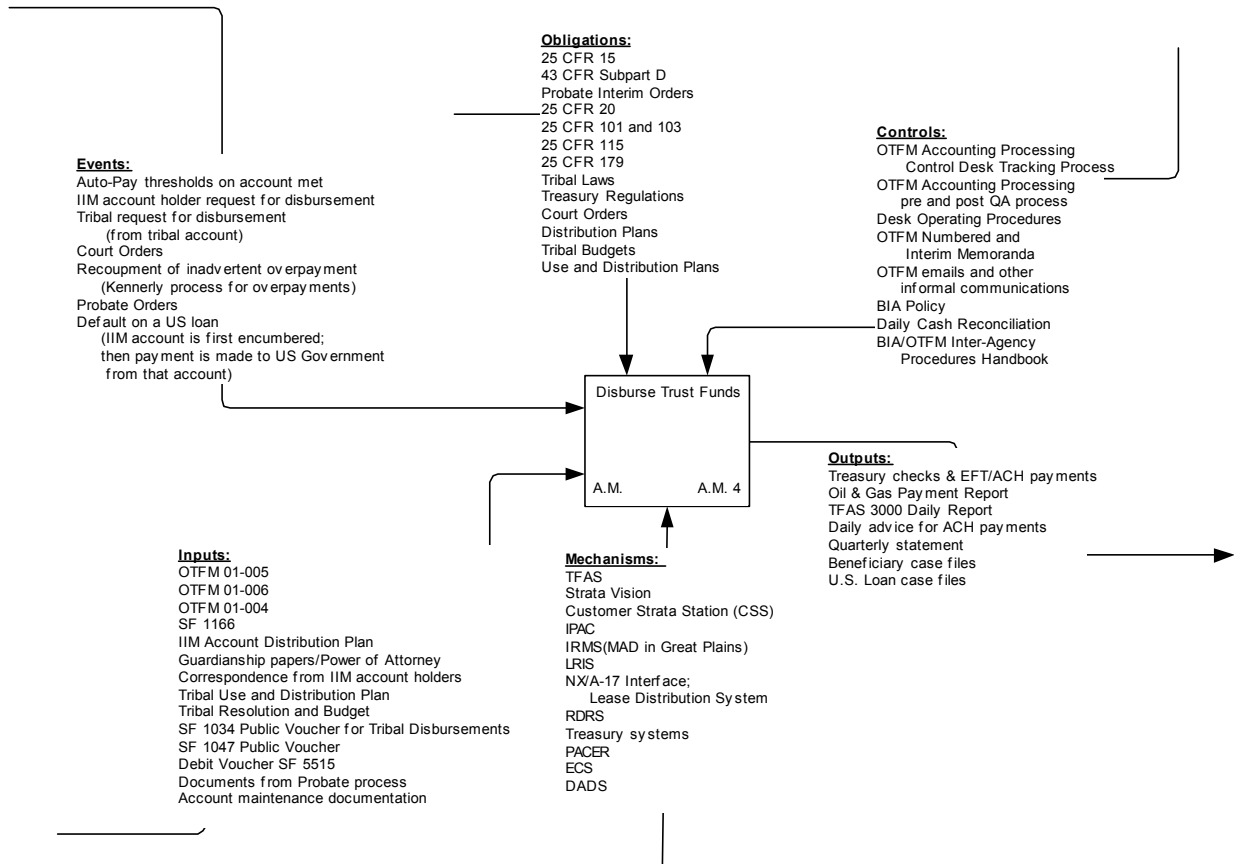 Obligations:
25 CFR 15
43 CFR Subpart D
Probate Interim Orders
25 CFR 20
25 CFR 101 and 103
25 CFR 115
25 CFR 179
Tribal Laws
Treasury Regulations
Court Orders
Distribution Plans
Tribal Budgets
Use and Distribution Plans
Controls:
OTFM Accounting Processing
Control Desk Tracking Process
OTFM Accounting Processing
pre and post QA process
Desk Operating Procedures
OTFM Numbered and
Interim Memoranda
OTFM emails and other
informal communications
BIA Policy
Daily Cash Reconciliation
BIA/OTFM Inter-Agency
Procedures Handbook
Events:
Auto-Pay thresholds on account met
IIM account holder request for disbursement
Tribal request for disbursement
(from tribal account)
Court Orders
Recoupment of inadvertent overpayment
(Kennerly process for overpayments)
Probate Orders
Default on a US loan
(IIM account is first encumbered;
then payment is made to US Government
from that account)
Disburse Trust Funds
A.M.
A.M. 4
Outputs:
Treasury checks & EFT/ACH payments
Oil & Gas Payment Report
TFAS 3000 Daily Report
Daily advice for ACH payments
Quarterly statement
Beneficiary case files
U.S. Loan case files
Inputs:
OTFM 01-005
OTFM 01-006
OTFM 01-004
SF 1166
IIM Account Distribution Plan
Guardianship papers/Power of Attorney
Correspondence from IIM account holders
Tribal Use and Distribution Plan
Tribal Resolution and Budget
SF 1034 Public Voucher for Tribal Disbursements
SF 1047 Public Voucher
Debit Voucher SF 5515
Documents from Probate process
Account maintenance documentation
Mechanisms:
TFAS
Strata Vision
Customer Strata Station (CSS)
IPAC
IRMS(MAD in Great Plains)
LRIS
NX/A-17 Interface;
Lease Distribution System
RDRS
Treasury systems
PACER
ECS
DADS